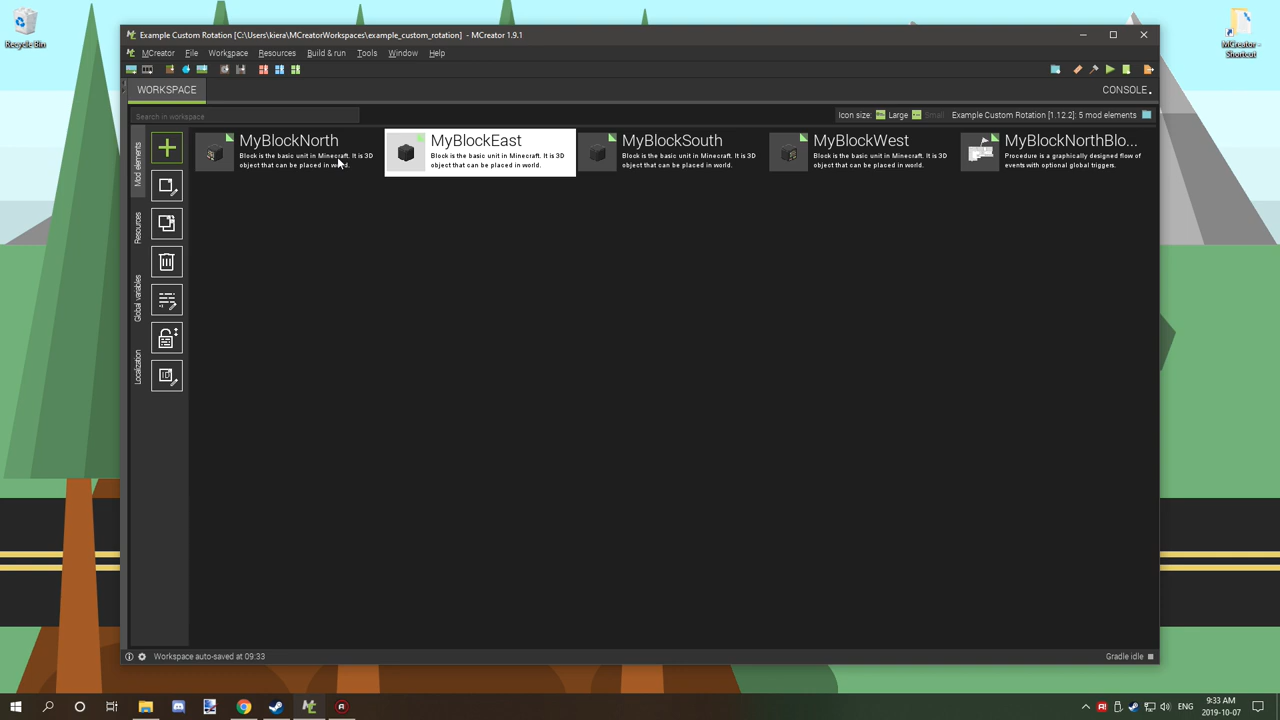 Recycle Bin
MCreator - Shortcut
Example Custom Rotation [C:\Users\kiera\MCreatorWorkspaces\example_custom_rotation] - MCreator 1.9.1
MCreator File Workspace Resources Build & run Tools Window Help
WORKSPACE
CONSOLE
Search in workspace
Icon size: Large Small Example Custom Rotation [1.12.2]: 5 mod elements
Mod elements
Resources
Global variables
Localization
MyBlockNorth
Block is the basic unit in Minecraft. It is 3D
object that can be placed in world.
MyBlockEast
Block is the basic unit in Minecraft. It is 3D
object that can be placed in world.
MyBlockSouth
Block is the basic unit in Minecraft. It is 3D
object that can be placed in world.
MyBlockWest
Block is the basic unit in Minecraft. It is 3D
object that can be placed in world.
MyBlockNorthBlo...
Procedure is a graphically designed flow of
events with optional global triggers.
Workspace auto-saved at 09:33
Gradle idle
ENG
9:33 AM
2019-10-07